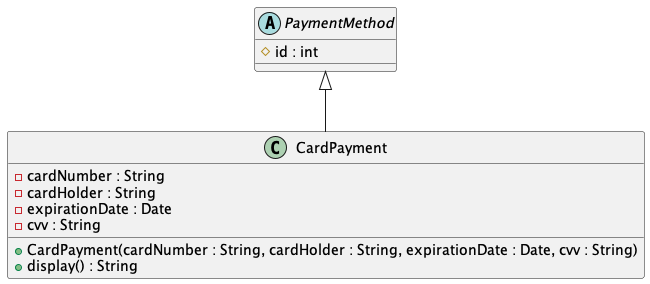 A PaymentMethod
id : int
C CardPayment
cardNumber : String
cardHolder : String
expirationDate : Date
cvv : String
CardPayment(cardNumber : String, cardHolder : String, expirationDate : Date, cvv : String)
display() : String